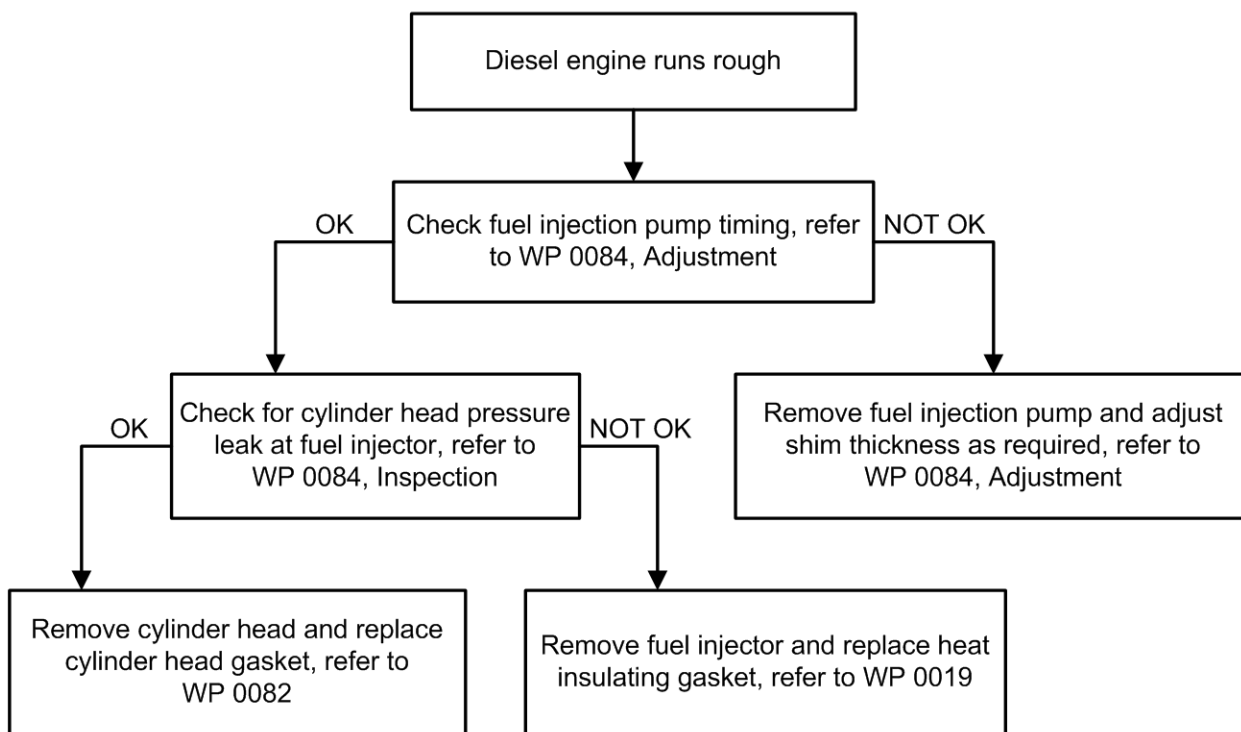 Diesel engine runs rough
OK
Check fuel injection pump timing, refer
to WP 0084, Adjustment
NOT OK
OK
Check for cylinder head pressure
leak at fuel injector, refer to
WP 0084, Inspection
NOT OK
Remove fuel injection pump and adjust
shim thickness as required, refer to
WP 0084, Adjustment
Remove cylinder head and replace
cylinder head gasket, refer to
WP 0082
Remove fuel injector and replace heat
insulating gasket, refer to WP 0019